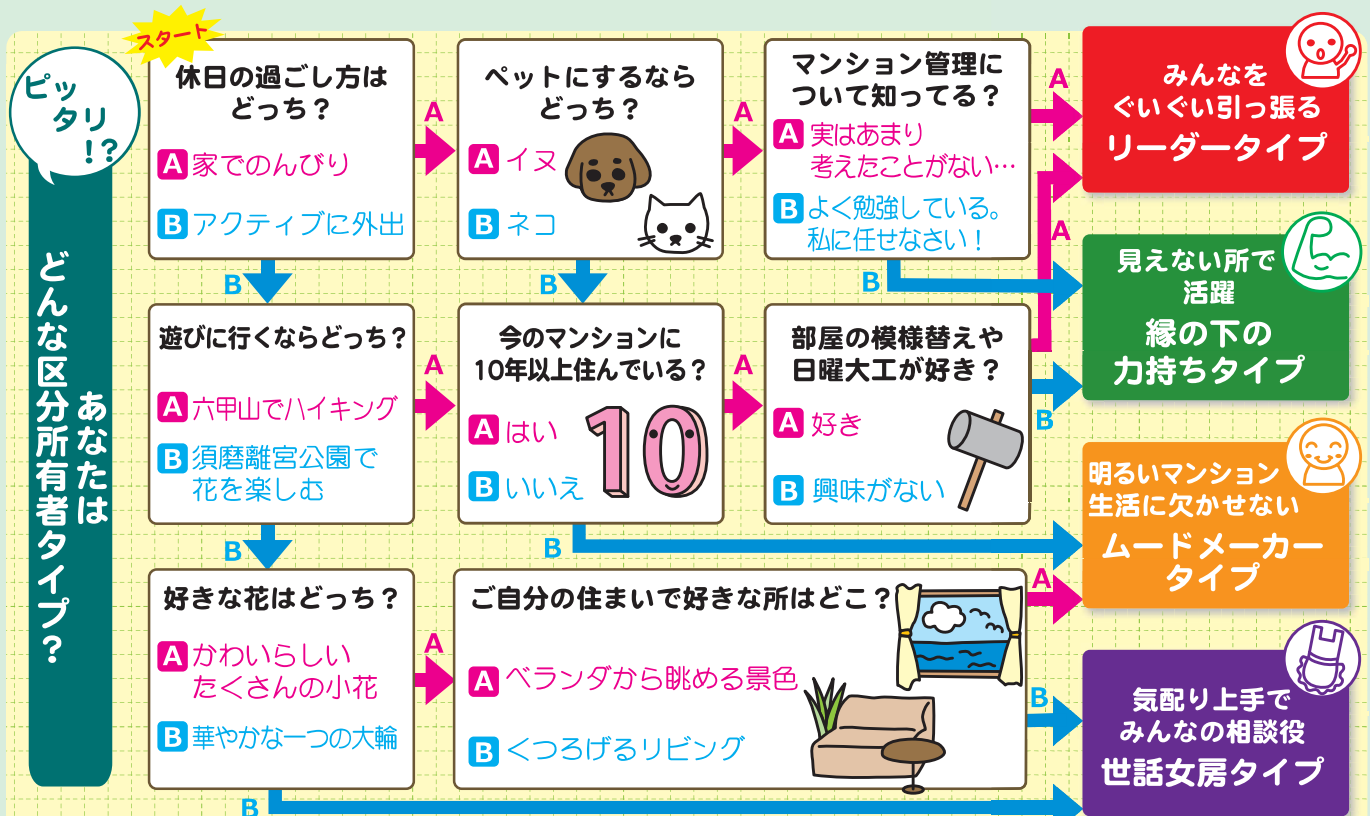 ピッ
タリ
!?
あなたは
どんな区分所有者タイプ？
スタート
休日の過ごし方は
どっち？
A 家でのんびり
B アクティブに外出
A
B
ペットにするなら
どっち？
A イヌ
B ネコ
A
B
マンション管理に
ついて知ってる？
A 実はあまり
考えたことがない…
B よく勉強している。
私に任せなさい！
A
B
遊びに行くならどっち？
A 六甲山でハイキング
B 須磨離宮公園で
花を楽しむ
A
B
今のマンションに
10年以上住んでいる？
A はい
B いいえ
10
A
B
部屋の模様替えや
日曜大工が好き？
A 好き
B 興味がない
A
B
好きな花はどっち？
A かわいらしい
たくさんの小花
B 華やかな一つの大輪
A
B
ご自分の住まいで好きな所はどこ？
A ベランダから眺める景色
B くつろげるリビング
A
B
みんなを
ぐいぐい引っ張る
リーダータイプ
見えない所で
活躍
縁の下の
力持ちタイプ
明るいマンション
生活に欠かせない
ムードメーカー
タイプ
気配り上手で
みんなの相談役
世話女房タイプ